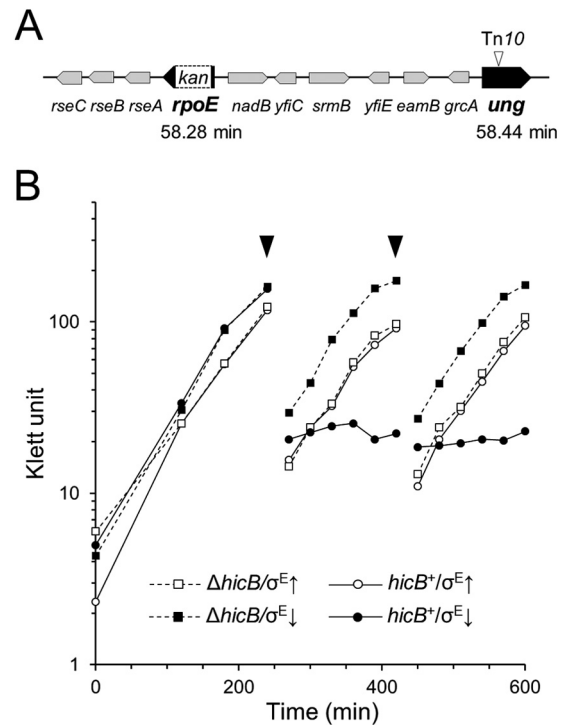 A
Tn10
kan
rseC rseB rseA rpoE nadB yfiC srmB yfiE eamB grcA ung
58.28 min 58.44 min
B
Klett unit
100
10
1
ΔhicB/σE↑ hicB+/σE↑
ΔhicB/σE↓ hicB+/σE↓
0 200 400 600
Time (min)